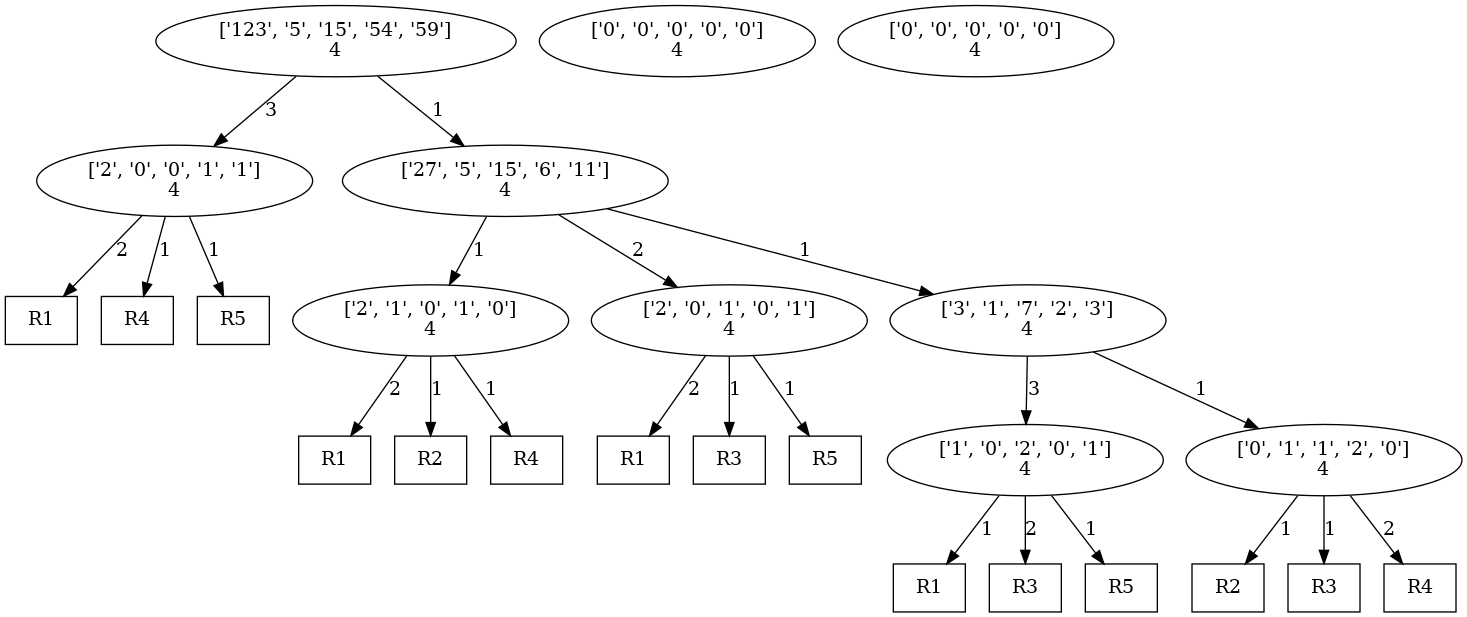 ['123', '5', '15', '54', '59']
4
['0', '0', '0', '0', '0']
4
['0', '0', '0', '0', '0']
4
3
1
['2', '0', '0', '1', '1']
4
['27', '5', '15', '6', '11']
4
2
1
1
1
2
1
R1
R4
R5
['2', '1', '0', '1', '0']
4
['2', '0', '1', '0', '1']
4
['3', '1', '7', '2', '3']
4
2
1
1
2
1
1
3
1
R1
R2
R4
R1
R3
R5
['1', '0', '2', '0', '1']
4
['0', '1', '1', '2', '0']
4
1
2
1
1
1
2
R1
R3
R5
R2
R3
R4